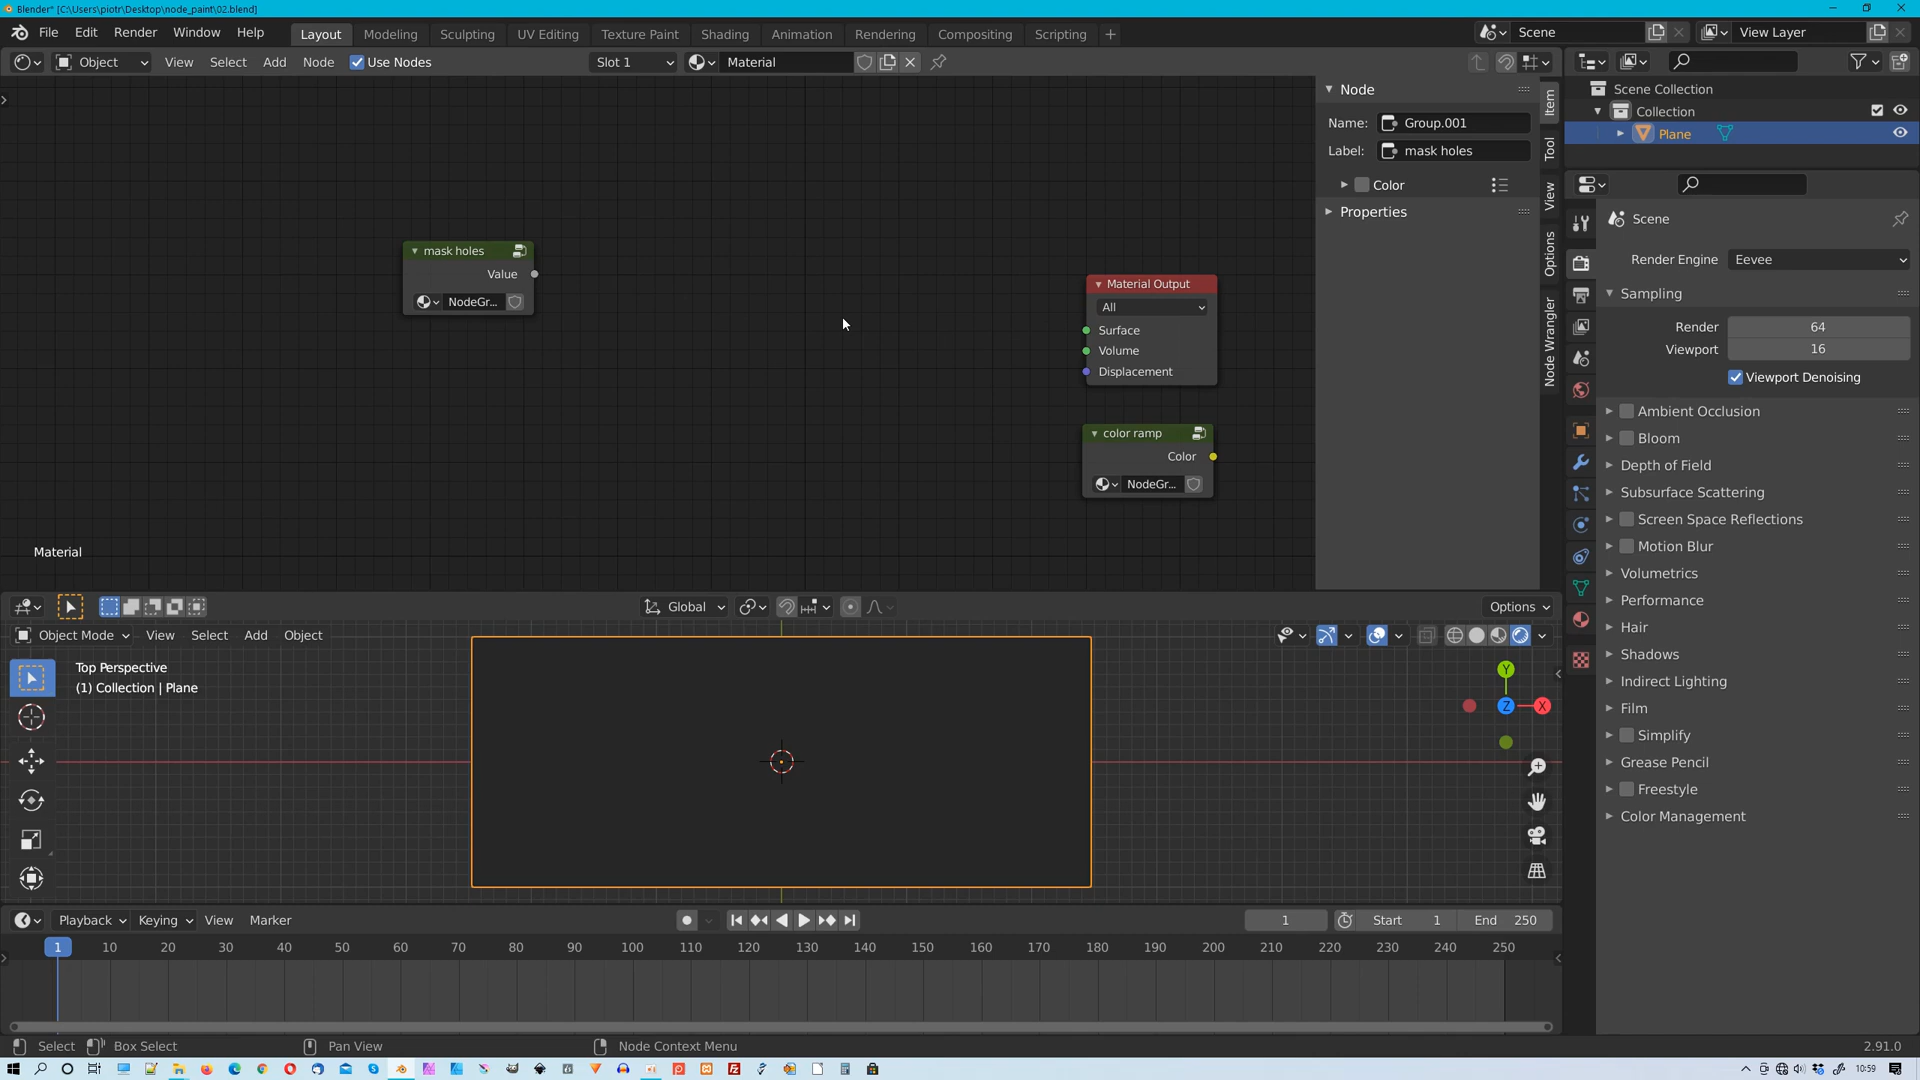 Blender* [C:\Users\piotr\Desktop\node_paint\02.blend]
File Edit Render Window Help Layout Modeling Sculpting UV Editing Texture Paint Shading Animation Rendering Compositing Scripting Scene View Layer
Object View Select Add Node Use Nodes Slot 1 Material
Node
Name: Group.001
Label: mask holes
Color
Properties
Item
Tool
View
Options
Node Wrangler
mask holes
Value
NodeGr...
Material Output
All
Surface
Volume
Displacement
color ramp
Color
NodeGr...
Material
Scene Collection
Collection
Plane
Scene
Render Engine Eevee
Sampling
Render 64
Viewport 16
Viewport Denoising
Ambient Occlusion
Bloom
Depth of Field
Subsurface Scattering
Screen Space Reflections
Motion Blur
Volumetrics
Performance
Hair
Shadows
Indirect Lighting
Film
Simplify
Grease Pencil
Freestyle
Color Management
Global Options
Object Mode View Select Add Object
Top Perspective
(1) Collection | Plane
Y
Z X
Playback Keying View Marker 1 Start 1 End 250
1 10 20 30 40 50 60 70 80 90 100 110 120 130 140 150 160 170 180 190 200 210 220 230 240 250
Select Box Select Pan View Node Context Menu 2.91.0
10:59